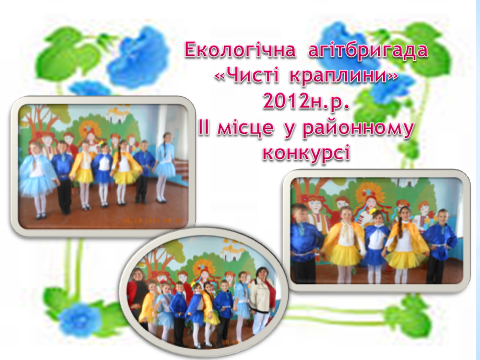 Екологічна агітбригада
«Чисті краплини»
2012н.р.
ІІ місце у районному
конкурсі